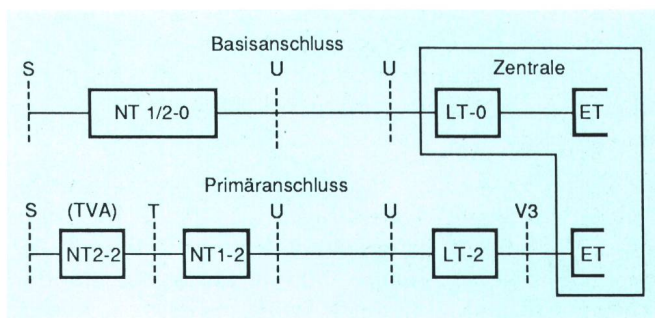 Basisanschluss
S U U Zentrale
NT 1/2-0 LT-0 ET
Primäranschluss
S (TVA) T U U V3
NT2-2 NT1-2 LT-2 ET